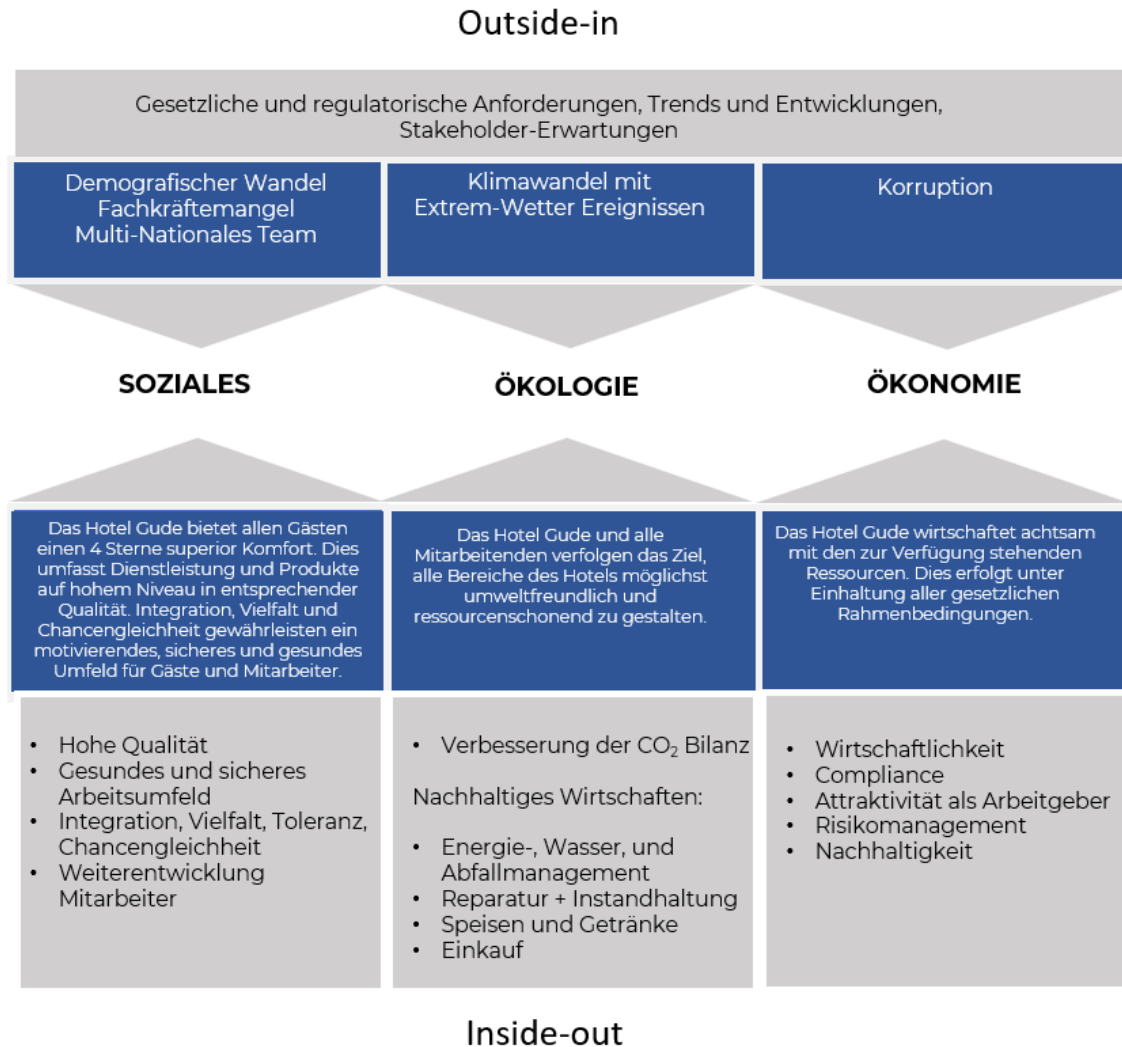 Outside-in
Gesetzliche und regulatorische Anforderungen, Trends und Entwicklungen,
Stakeholder-Erwartungen
Demografischer Wandel
Fachkräftemangel
Multi-Nationales Team
Klimawandel mit
Extrem-Wetter Ereignissen
Korruption
SOZIALES
ÖKOLOGIE
ÖKONOMIE
Das Hotel Gude bietet allen Gästen
einen 4 Sterne superior Komfort. Dies
umfasst Dienstleistung und Produkte
auf hohem Niveau in entsprechender
Qualität. Integration, Vielfalt und
Chancengleichheit gewährleisten ein
motivierendes, sicheres und gesundes
Umfeld für Gäste und Mitarbeiter.
Das Hotel Gude und alle
Mitarbeitenden verfolgen das Ziel,
alle Bereiche des Hotels möglichst
umweltfreundlich und
ressourcenschonend zu gestalten.
Das Hotel Gude wirtschaftet achtsam
mit den zur Verfügung stehenden
Ressourcen. Dies erfolgt unter
Einhaltung aller gesetzlichen
Rahmenbedingungen.
• Hohe Qualität
• Gesundes und sicheres
Arbeitsumfeld
• Integration, Vielfalt, Toleranz,
Chancengleichheit
• Weiterentwicklung
Mitarbeiter
• Verbesserung der CO₂ Bilanz
Nachhaltiges Wirtschaften:
• Energie-, Wasser, und
Abfallmanagement
• Reparatur + Instandhaltung
• Speisen und Getränke
• Einkauf
• Wirtschaftlichkeit
• Compliance
• Attraktivität als Arbeitgeber
• Risikomanagement
• Nachhaltigkeit
Inside-out